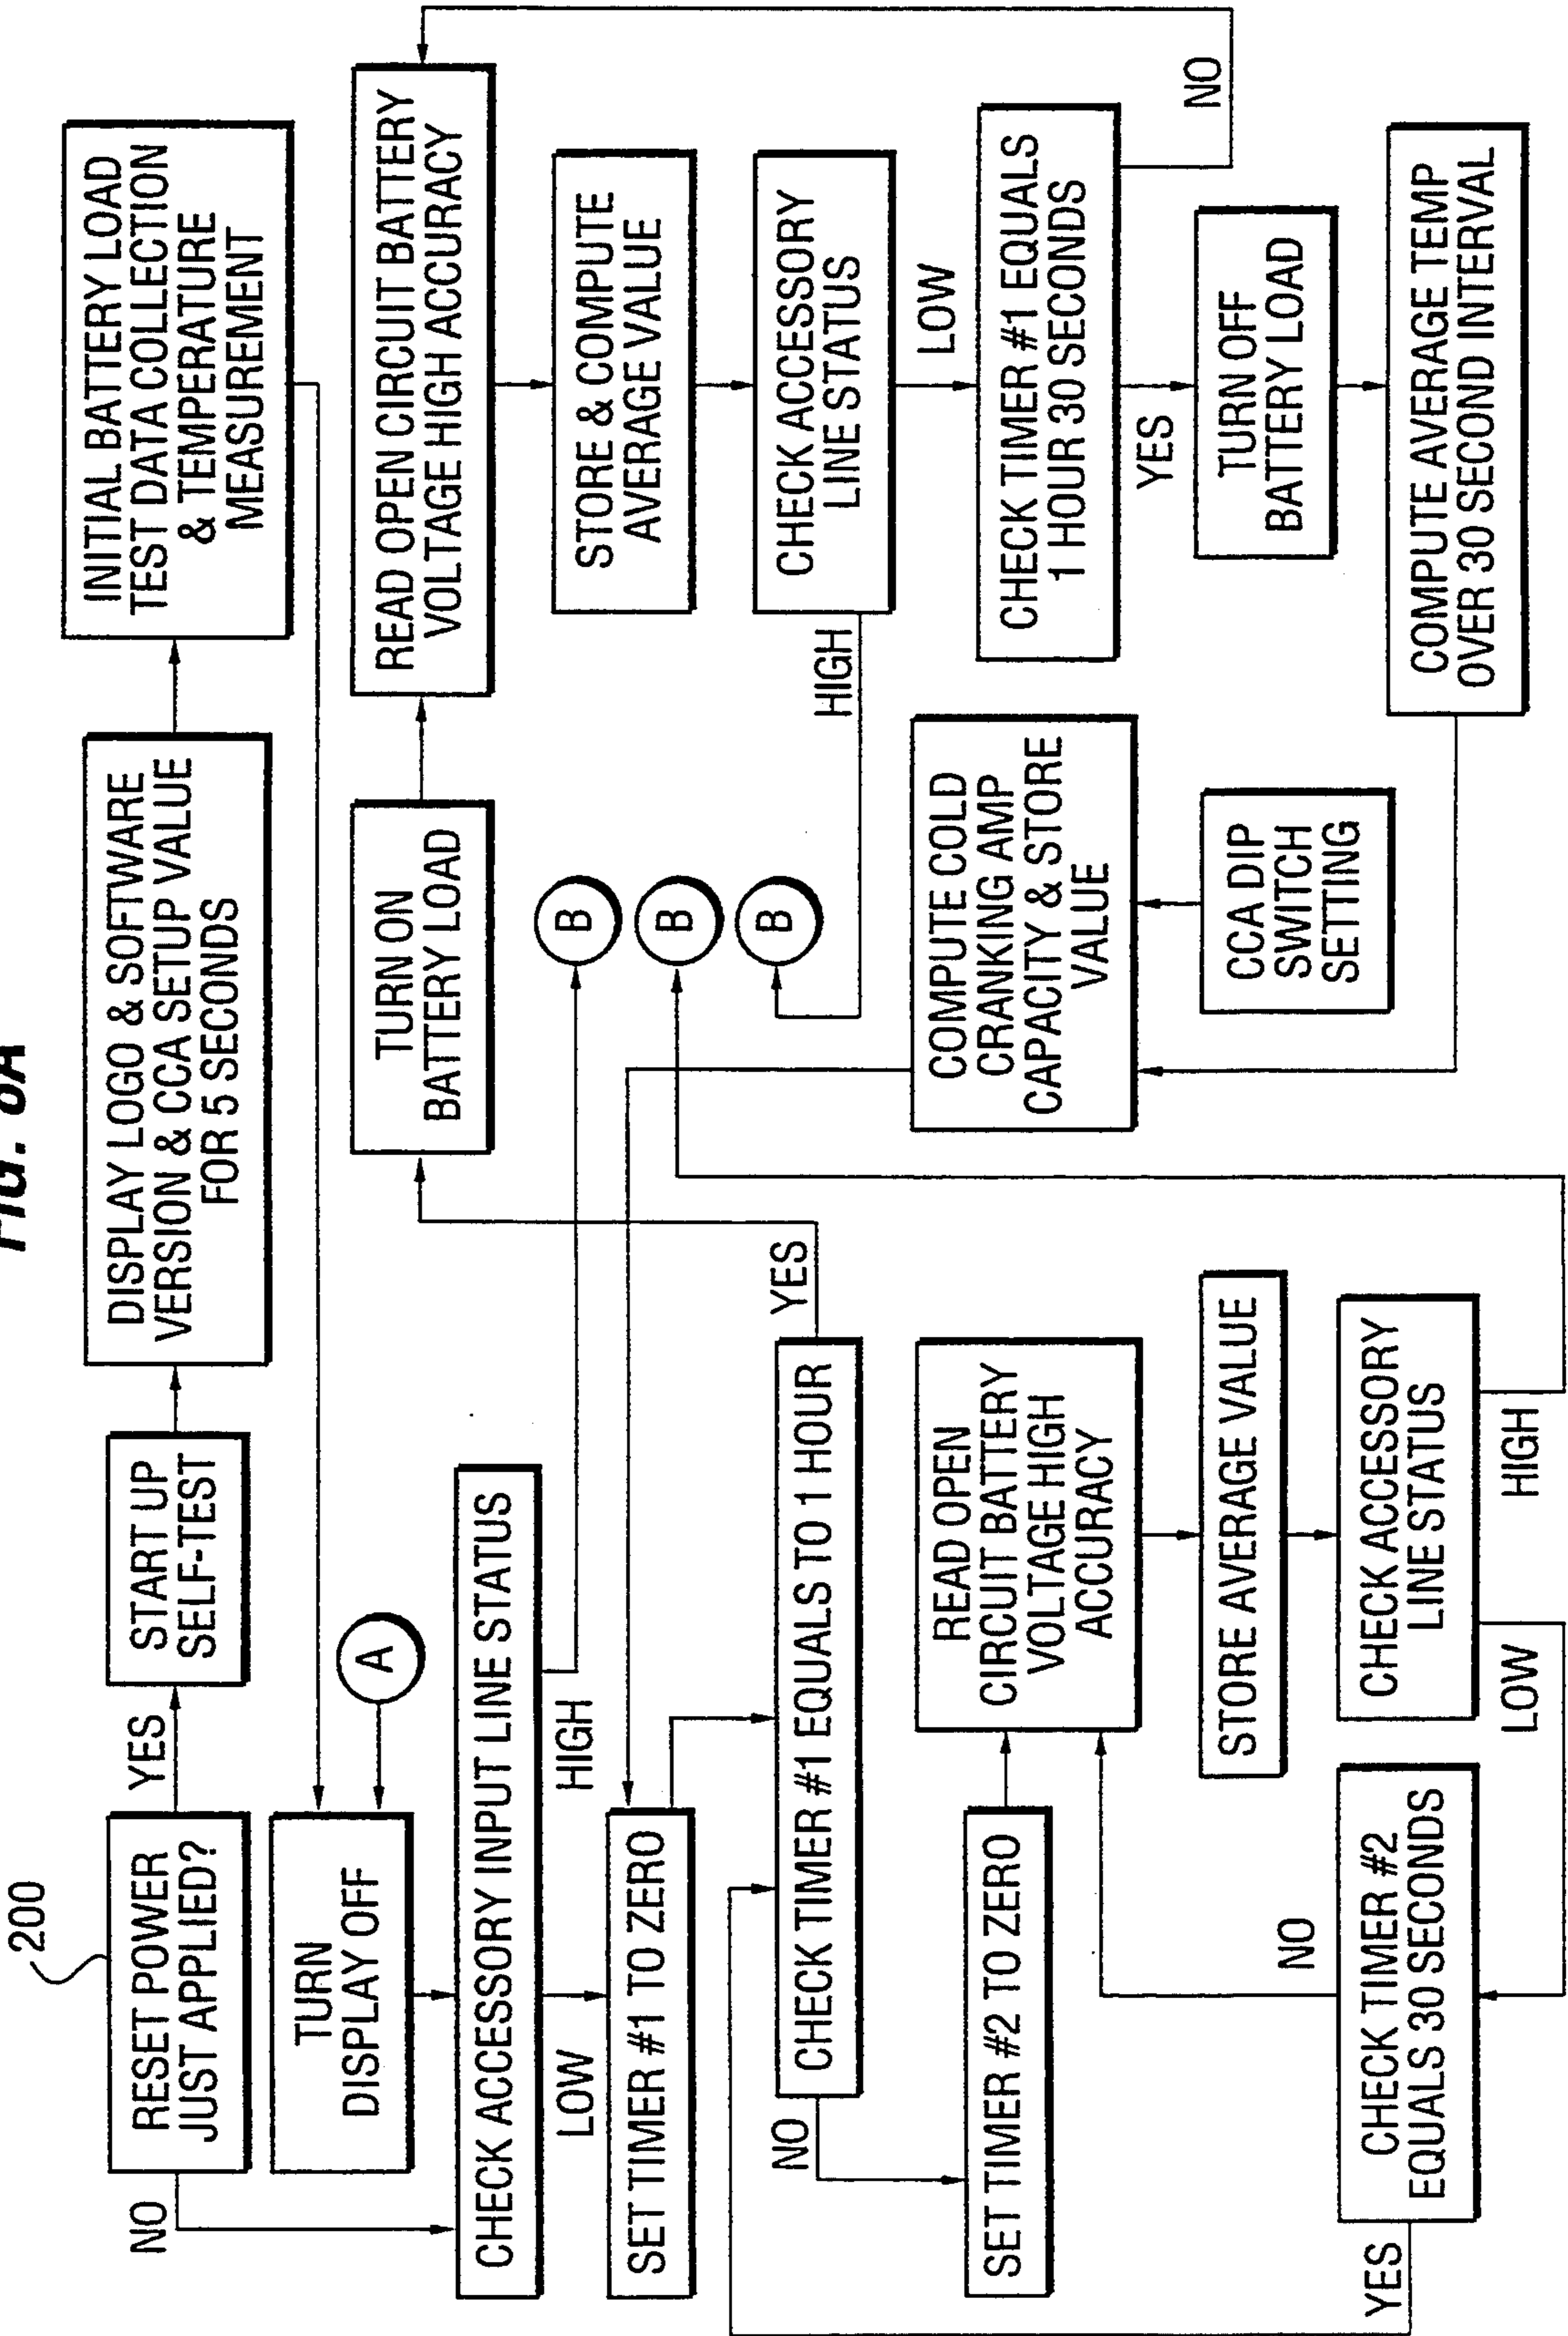 FIG. 8A
200
RESET POWER
JUST APPLIED?
YES
NO
START UP
SELF-TEST
DISPLAY LOGO & SOFTWARE
VERSION & CCA SETUP VALUE
FOR 5 SECONDS
INITIAL BATTERY LOAD
TEST DATA COLLECTION
& TEMPERATURE
MEASUREMENT
TURN
DISPLAY OFF
A
CHECK ACCESSORY INPUT LINE STATUS
HIGH
LOW
B
SET TIMER #1 TO ZERO
CHECK TIMER #1 EQUALS TO 1 HOUR
YES
NO
TURN ON
BATTERY LOAD
READ OPEN CIRCUIT BATTERY
VOLTAGE HIGH ACCURACY
STORE & COMPUTE
AVERAGE VALUE
CHECK ACCESSORY
LINE STATUS
HIGH
B
LOW
CHECK TIMER #1 EQUALS
1 HOUR 30 SECONDS
NO
YES
TURN OFF
BATTERY LOAD
COMPUTE AVERAGE TEMP
OVER 30 SECOND INTERVAL
COMPUTE COLD
CRANKING AMP
CAPACITY & STORE
VALUE
CCA DIP
SWITCH
SETTING
SET TIMER #2 TO ZERO
READ OPEN
CIRCUIT BATTERY
VOLTAGE HIGH
ACCURACY
STORE AVERAGE VALUE
CHECK ACCESSORY
LINE STATUS
HIGH
B
LOW
CHECK TIMER #2
EQUALS 30 SECONDS
NO
YES